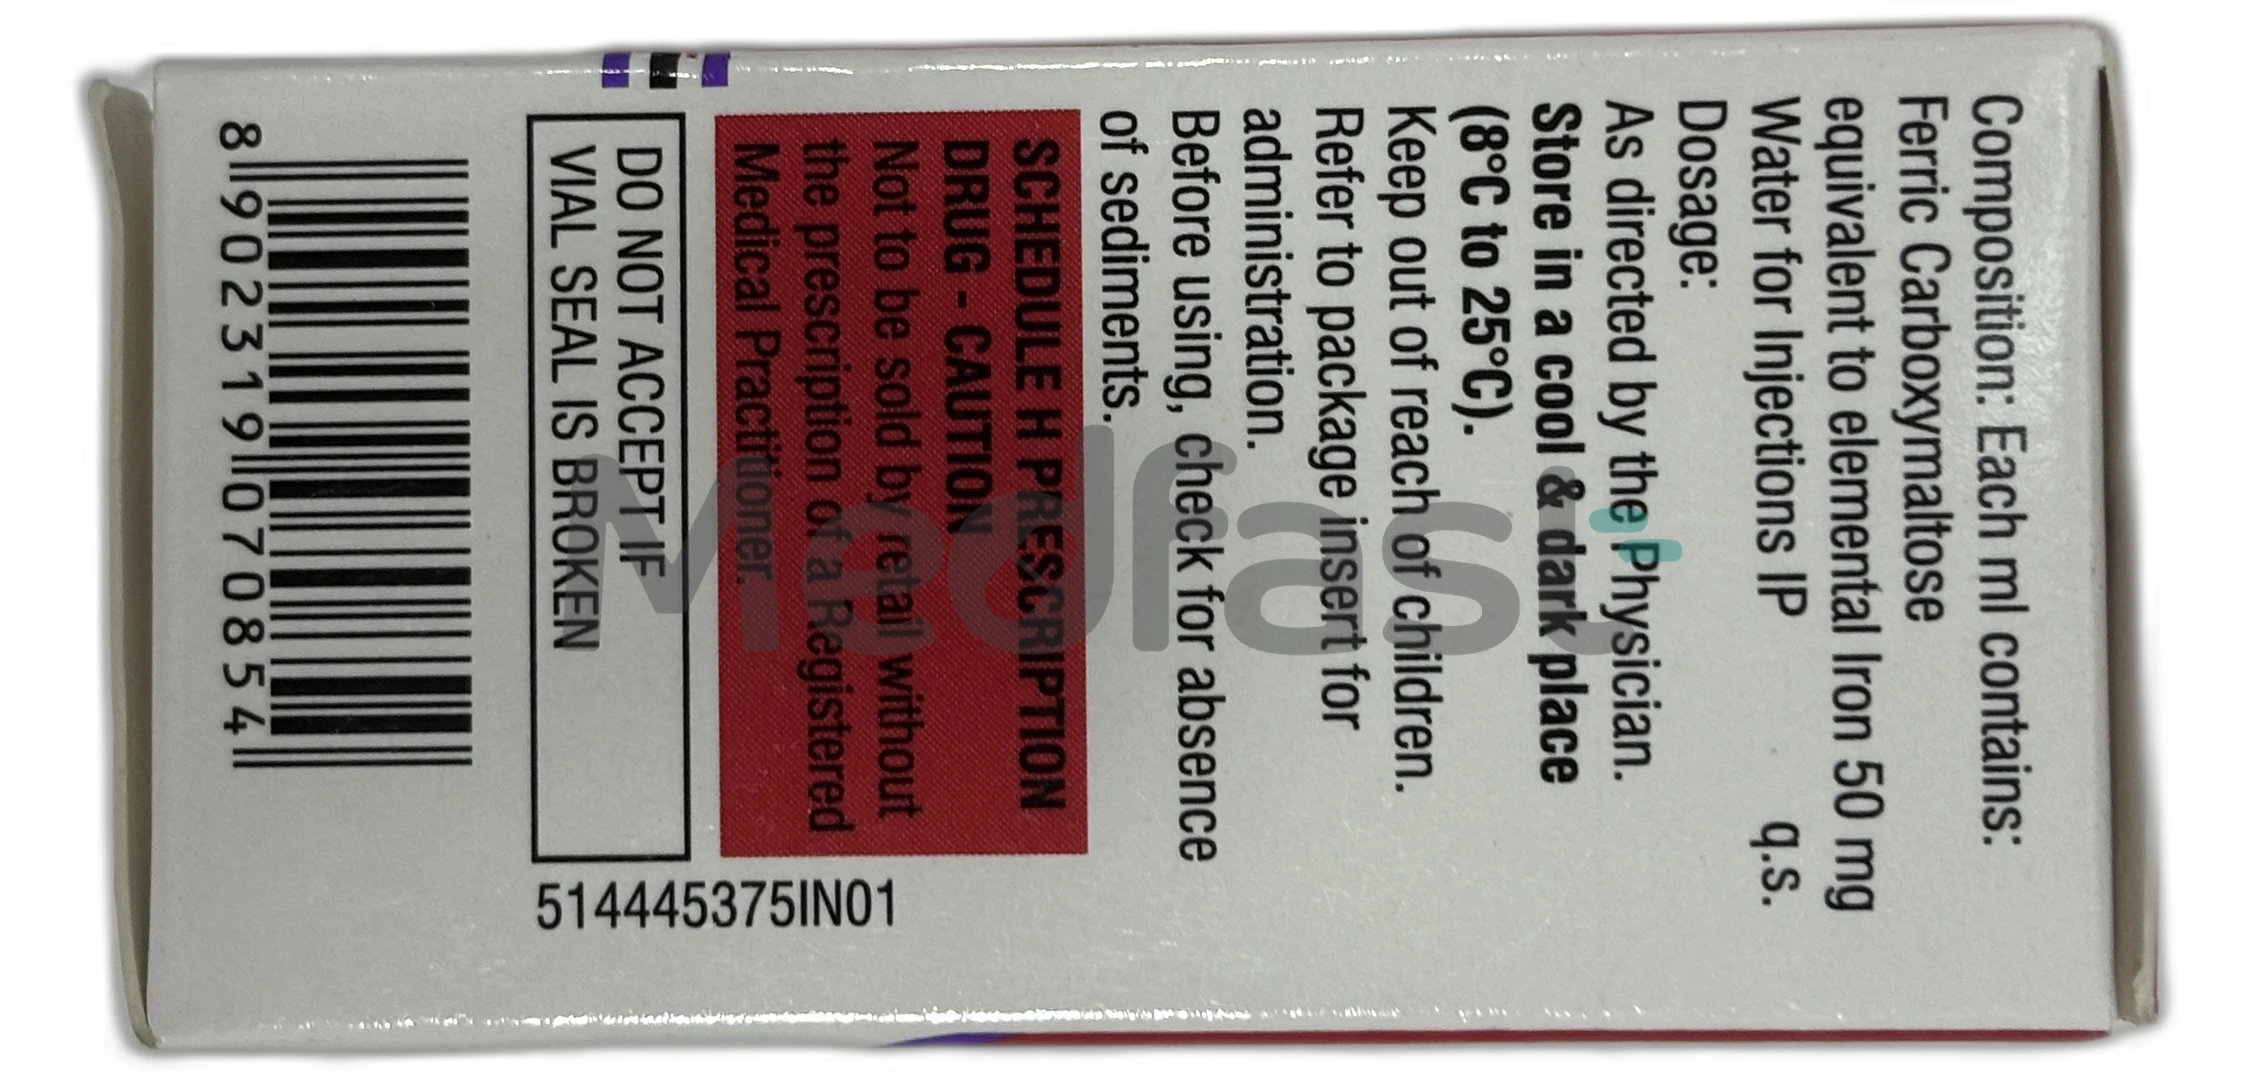 Composition: Each ml contains:
Ferric Carboxymaltose
equivalent to elemental Iron 50 mg
Water for Injections IP q.s.
Dosage:
As directed by the Physician.
Store in a cool & dark place
(8°C to 25°C).
Keep out of reach of children.
Refer to package insert for
administration.
Before using, check for absence
of sediments.
SCHEDULE H PRESCRIPTION
DRUG - CAUTION
Not to be sold by retail without
the prescription of a Registered
Medical Practitioner.
DO NOT ACCEPT IF
VIAL SEAL IS BROKEN
8902319070854
514445375IN01
Medfast